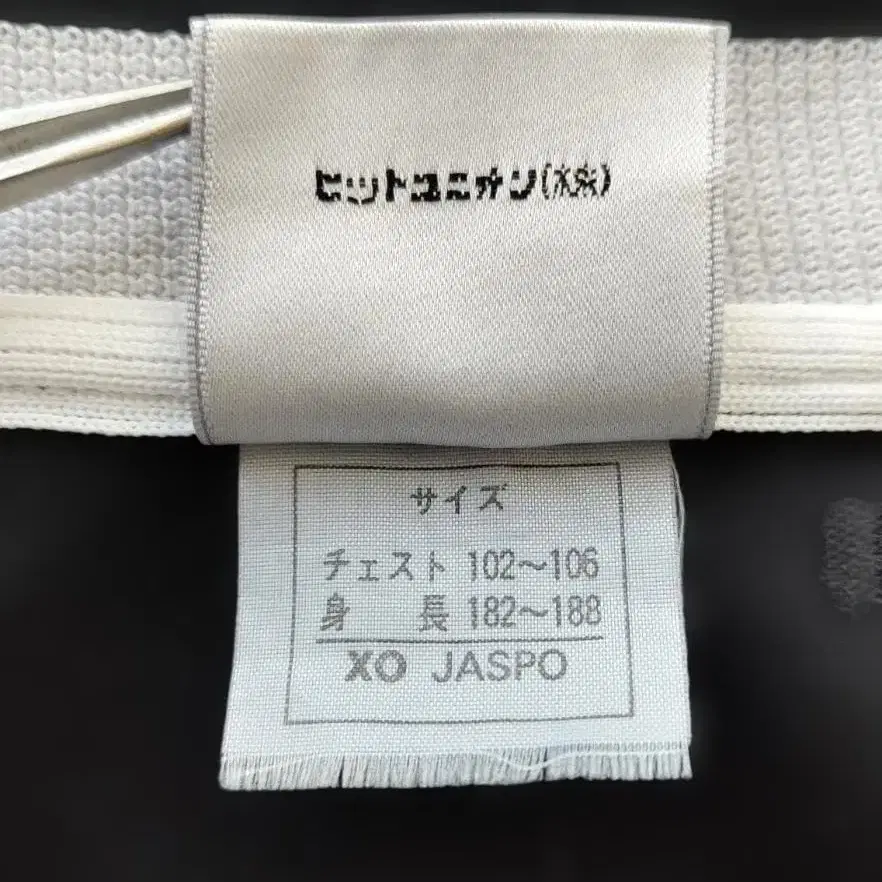 ヒットユニオン(株)
サイズ
チェスト 102～106
身 長 182～188
XO JASPO